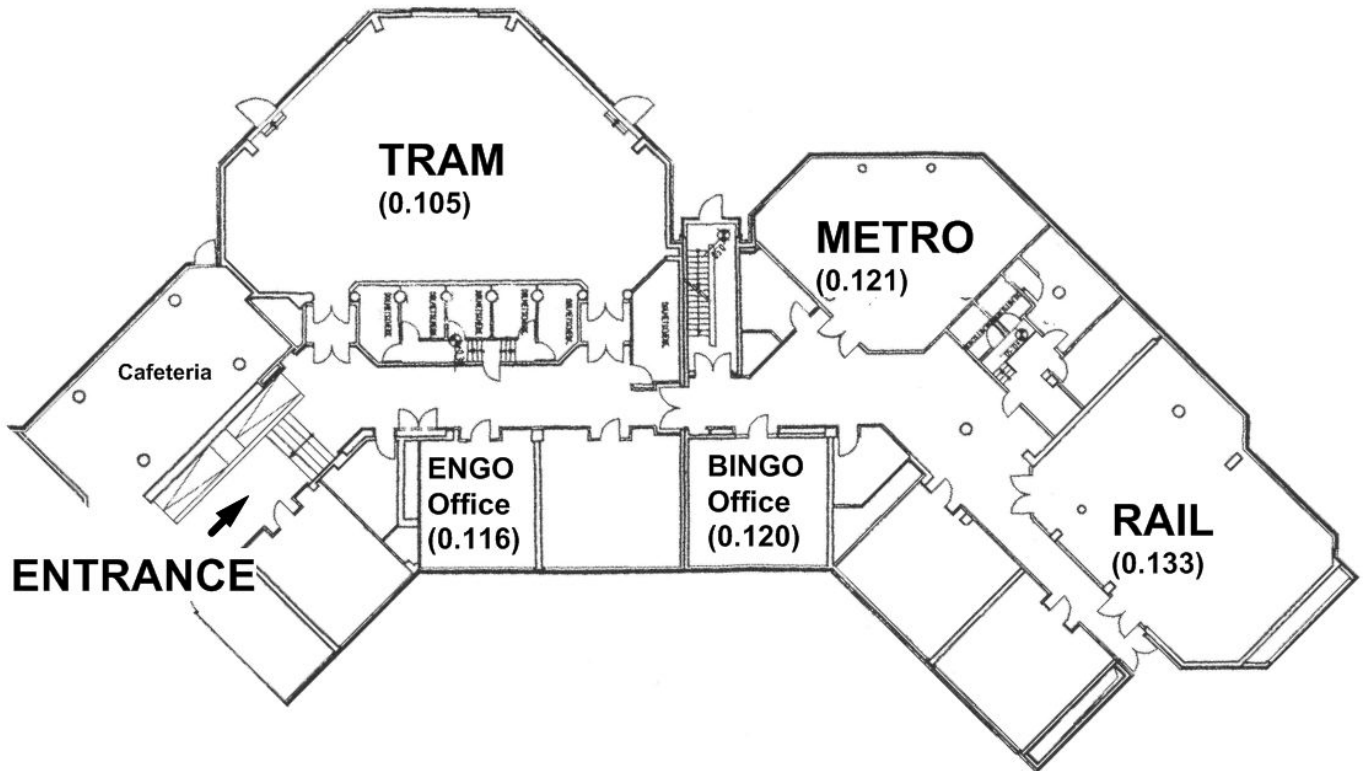 TRAM
(0.105)
METRO
(0.121)
Cafeteria
ENGO
Office
(0.116)
BINGO
Office
(0.120)
RAIL
(0.133)
ENTRANCE